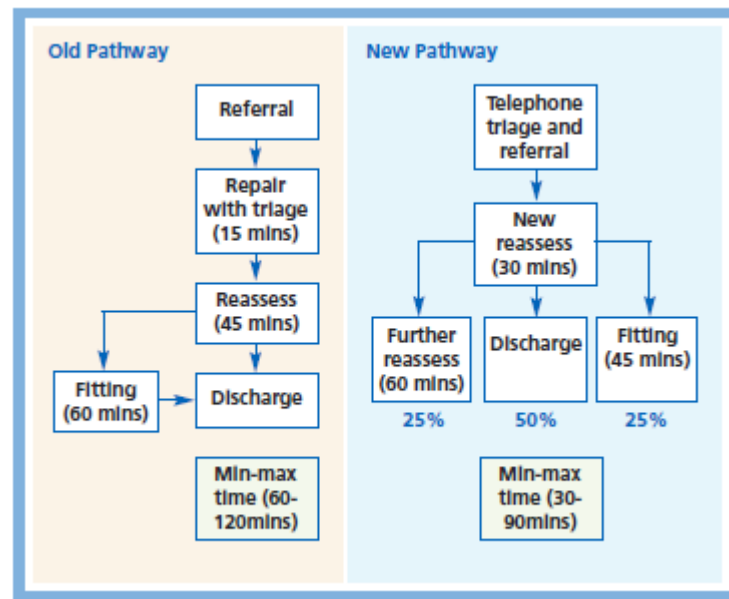 Old Pathway
Referral
Repair
with triage
(15 mins)
Reassess
(45 mins)
Fitting
(60 mins)
Discharge
Min-max
time (60-
120mins)
New Pathway
Telephone
triage and
referral
New
reassess
(30 mins)
Further
reassess
(60 mins)
25%
Discharge
50%
Fitting
(45 mins)
25%
Min-max
time (30-
90mins)